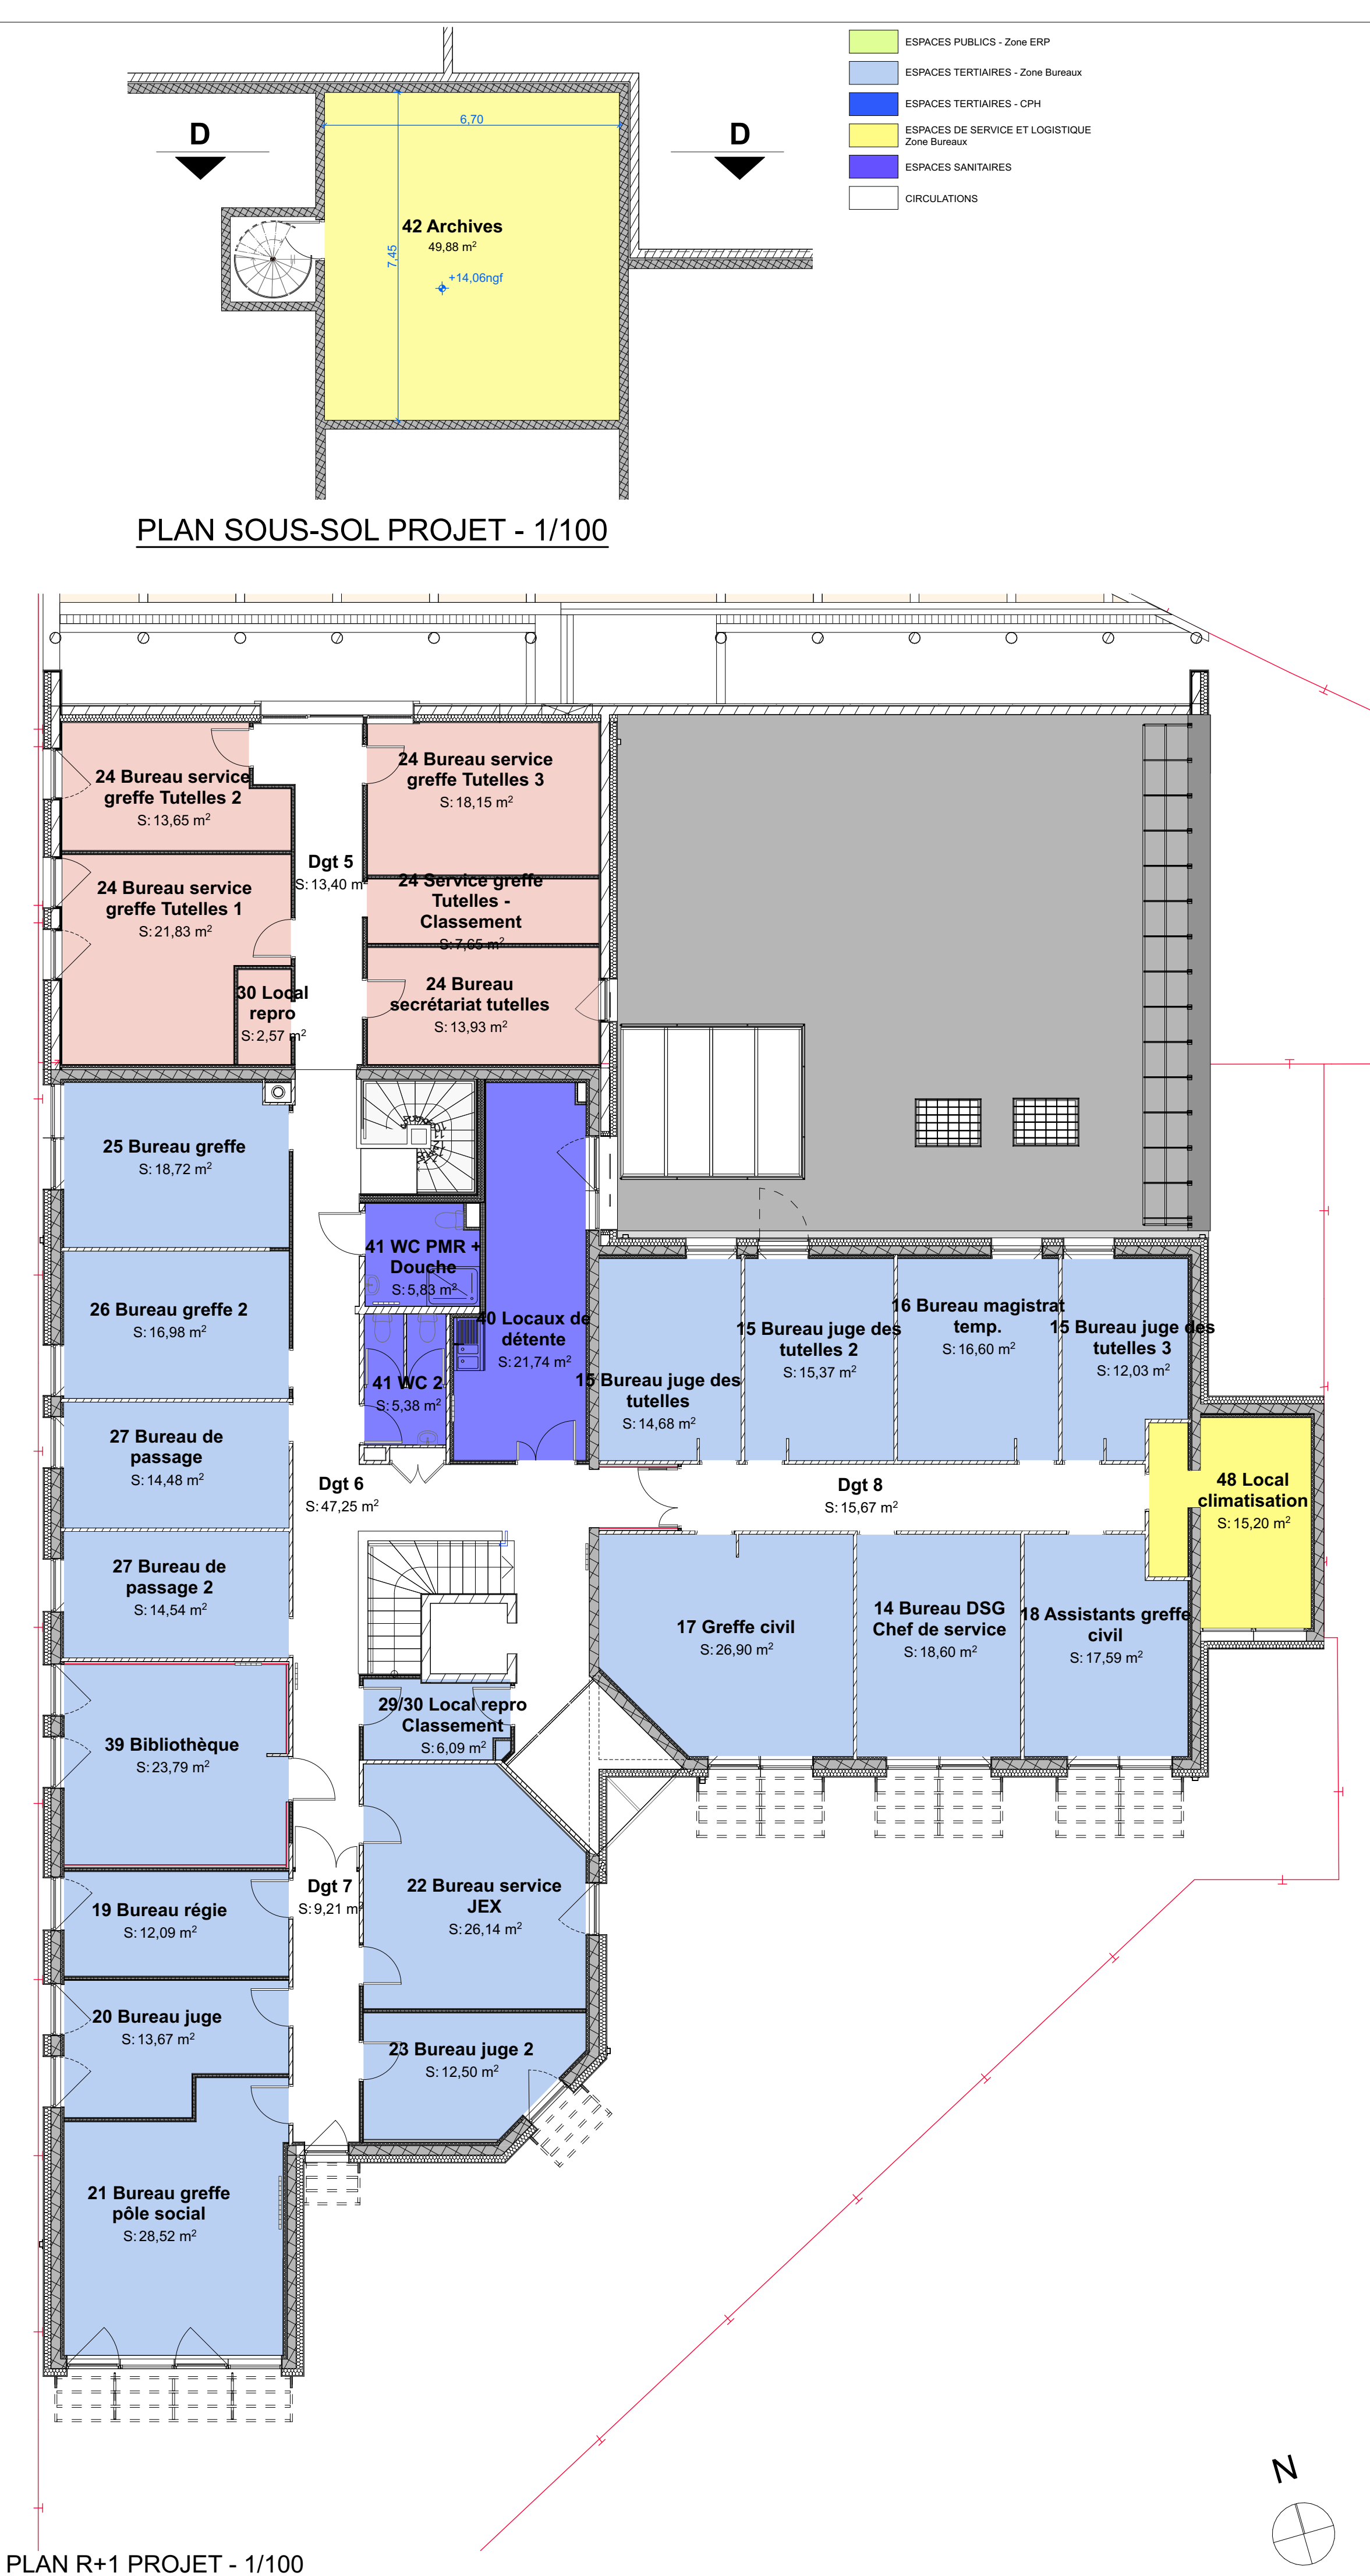 ESPACES PUBLICS - Zone ERP
ESPACES TERTIAIRES - Zone Bureaux
ESPACES TERTIAIRES - CPH
ESPACES DE SERVICE ET LOGISTIQUE
Zone Bureaux
ESPACES SANITAIRES
CIRCULATIONS
D
D
6,70
7,45
42 Archives
49,88 m²
+14,06ngf
PLAN SOUS-SOL PROJET - 1/100
24 Bureau service
greffe Tutelles 2
S: 13,65 m²
24 Bureau service
greffe Tutelles 3
S: 18,15 m²
Dgt 5
S: 13,40 m²
24 Bureau service
greffe Tutelles 1
S: 21,83 m²
24 Service greffe
Tutelles -
Classement
S: 7,65 m²
30 Local
repro
S: 2,57 m²
24 Bureau
secrétariat tutelles
S: 13,93 m²
25 Bureau greffe
S: 18,72 m²
41 WC PMR +
Douche
S: 5,83 m²
26 Bureau greffe 2
S: 16,98 m²
40 Locaux de
détente
S: 21,74 m²
41 WC 2
S: 5,38 m²
15 Bureau juge des
tutelles
S: 14,68 m²
15 Bureau juge des
tutelles 2
S: 15,37 m²
16 Bureau magistrat
temp.
S: 16,60 m²
15 Bureau juge des
tutelles 3
S: 12,03 m²
27 Bureau de
passage
S: 14,48 m²
Dgt 6
S: 47,25 m²
Dgt 8
S: 15,67 m²
48 Local
climatisation
S: 15,20 m²
27 Bureau de
passage 2
S: 14,54 m²
17 Greffe civil
S: 26,90 m²
14 Bureau DSG
Chef de service
S: 18,60 m²
18 Assistants greffe
civil
S: 17,59 m²
29/30 Local repro
Classement
S: 6,09 m²
39 Bibliothèque
S: 23,79 m²
Dgt 7
S: 9,21 m²
22 Bureau service
JEX
S: 26,14 m²
19 Bureau régie
S: 12,09 m²
20 Bureau juge
S: 13,67 m²
23 Bureau juge 2
S: 12,50 m²
21 Bureau greffe
pôle social
S: 28,52 m²
N
PLAN R+1 PROJET - 1/100